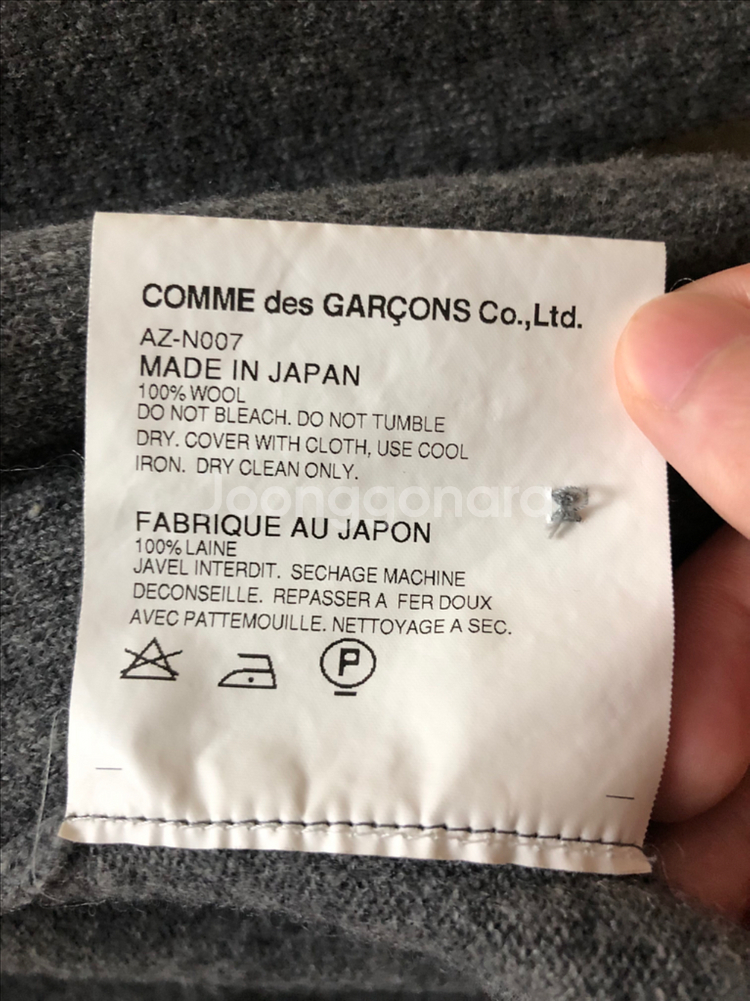 COMME des GARÇONS Co.,Ltd.
AZ-N007
MADE IN JAPAN
100% WOOL
DO NOT BLEACH. DO NOT TUMBLE
DRY. COVER WITH CLOTH, USE COOL
IRON. DRY CLEAN ONLY.
Joonggonara
FABRIQUE AU JAPON
100% LAINE
JAVEL INTERDIT. SECHAGE MACHINE
DECONSEILLE. REPASSER A FER DOUX
AVEC PATTEMOUILLE. NETTOYAGE A SEC.
P